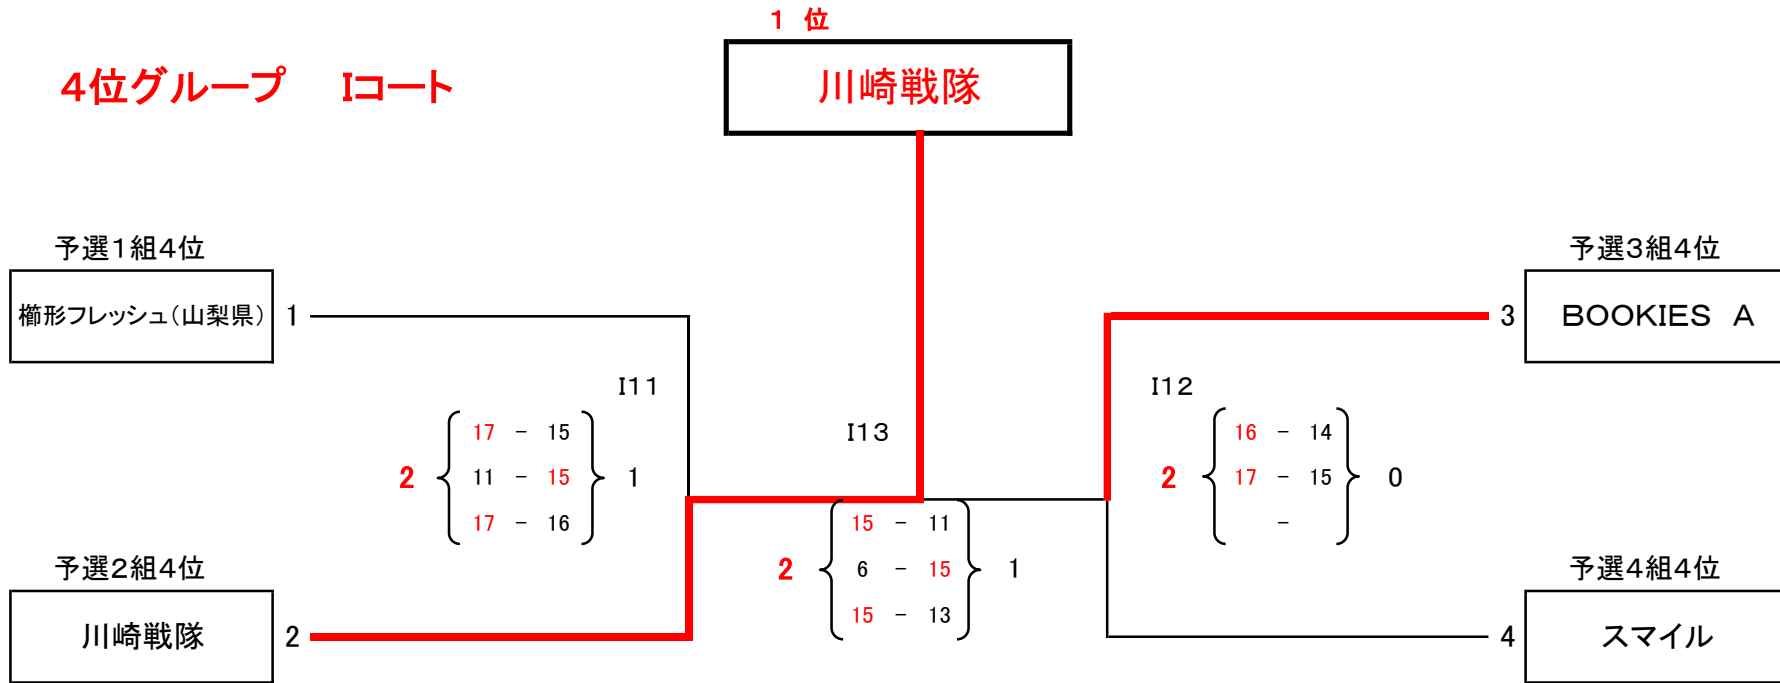 １ 位
４位グループ　Iコート
川崎戦隊
予選１組４位
櫛形フレッシュ（山梨県） 1
予選３組４位
3 ＢＯＯＫＩＥＳ　Ａ
I11
2 17 - 15 1
11 - 15
17 - 16
I13
2 15 - 11 1
6 - 15
15 - 13
I12
2 16 - 14 0
17 - 15
-
予選２組４位
川崎戦隊 2
予選４組４位
4 スマイル